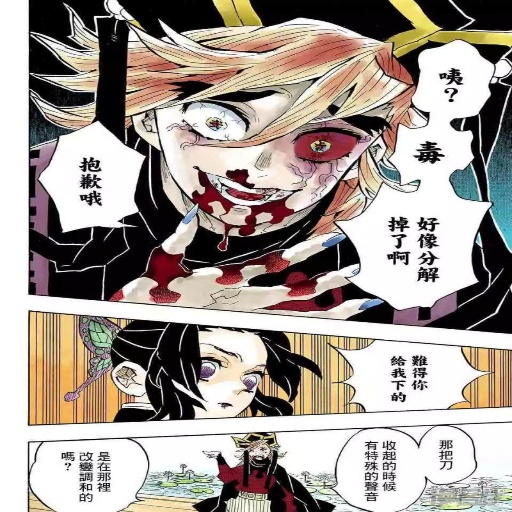 咦？
毒
好像分解
掉了啊
抱歉哦
難得你
給我下的
那把刀
收起的時候
有特殊的聲音
是在那裡
改變調和的
嗎？